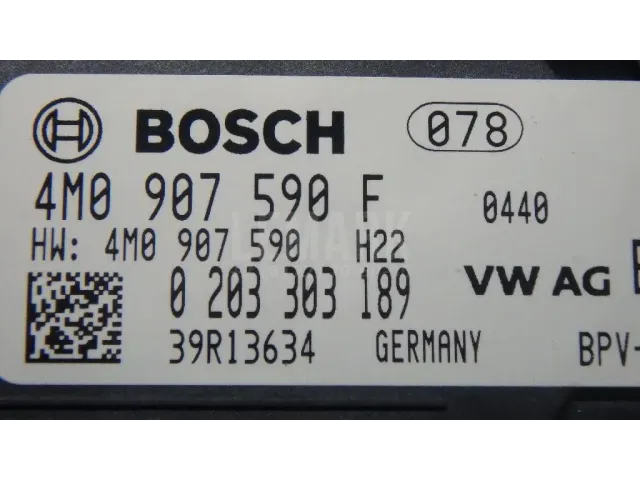 BOSCH 078
4M0 907 590 F 0440
HW: 4M0 907 590 H22
0 203 303 189 VW AG
39R13634 GERMANY BPV-